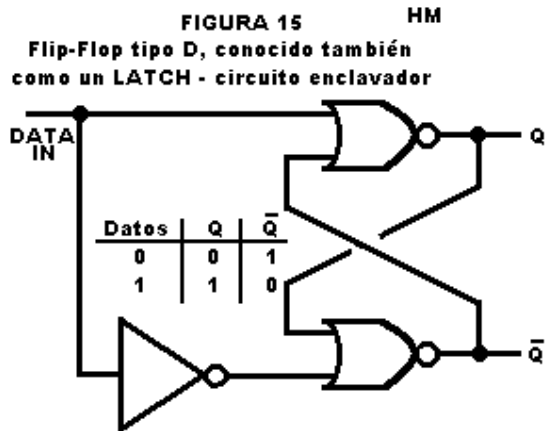 FIGURA 15
HM
Flip-Flop tipo D, conocido también
como un LATCH - circuito enclavador
DATA
IN
Q
Datos Q Q̅
0 0 1
1 1 0
Q̅